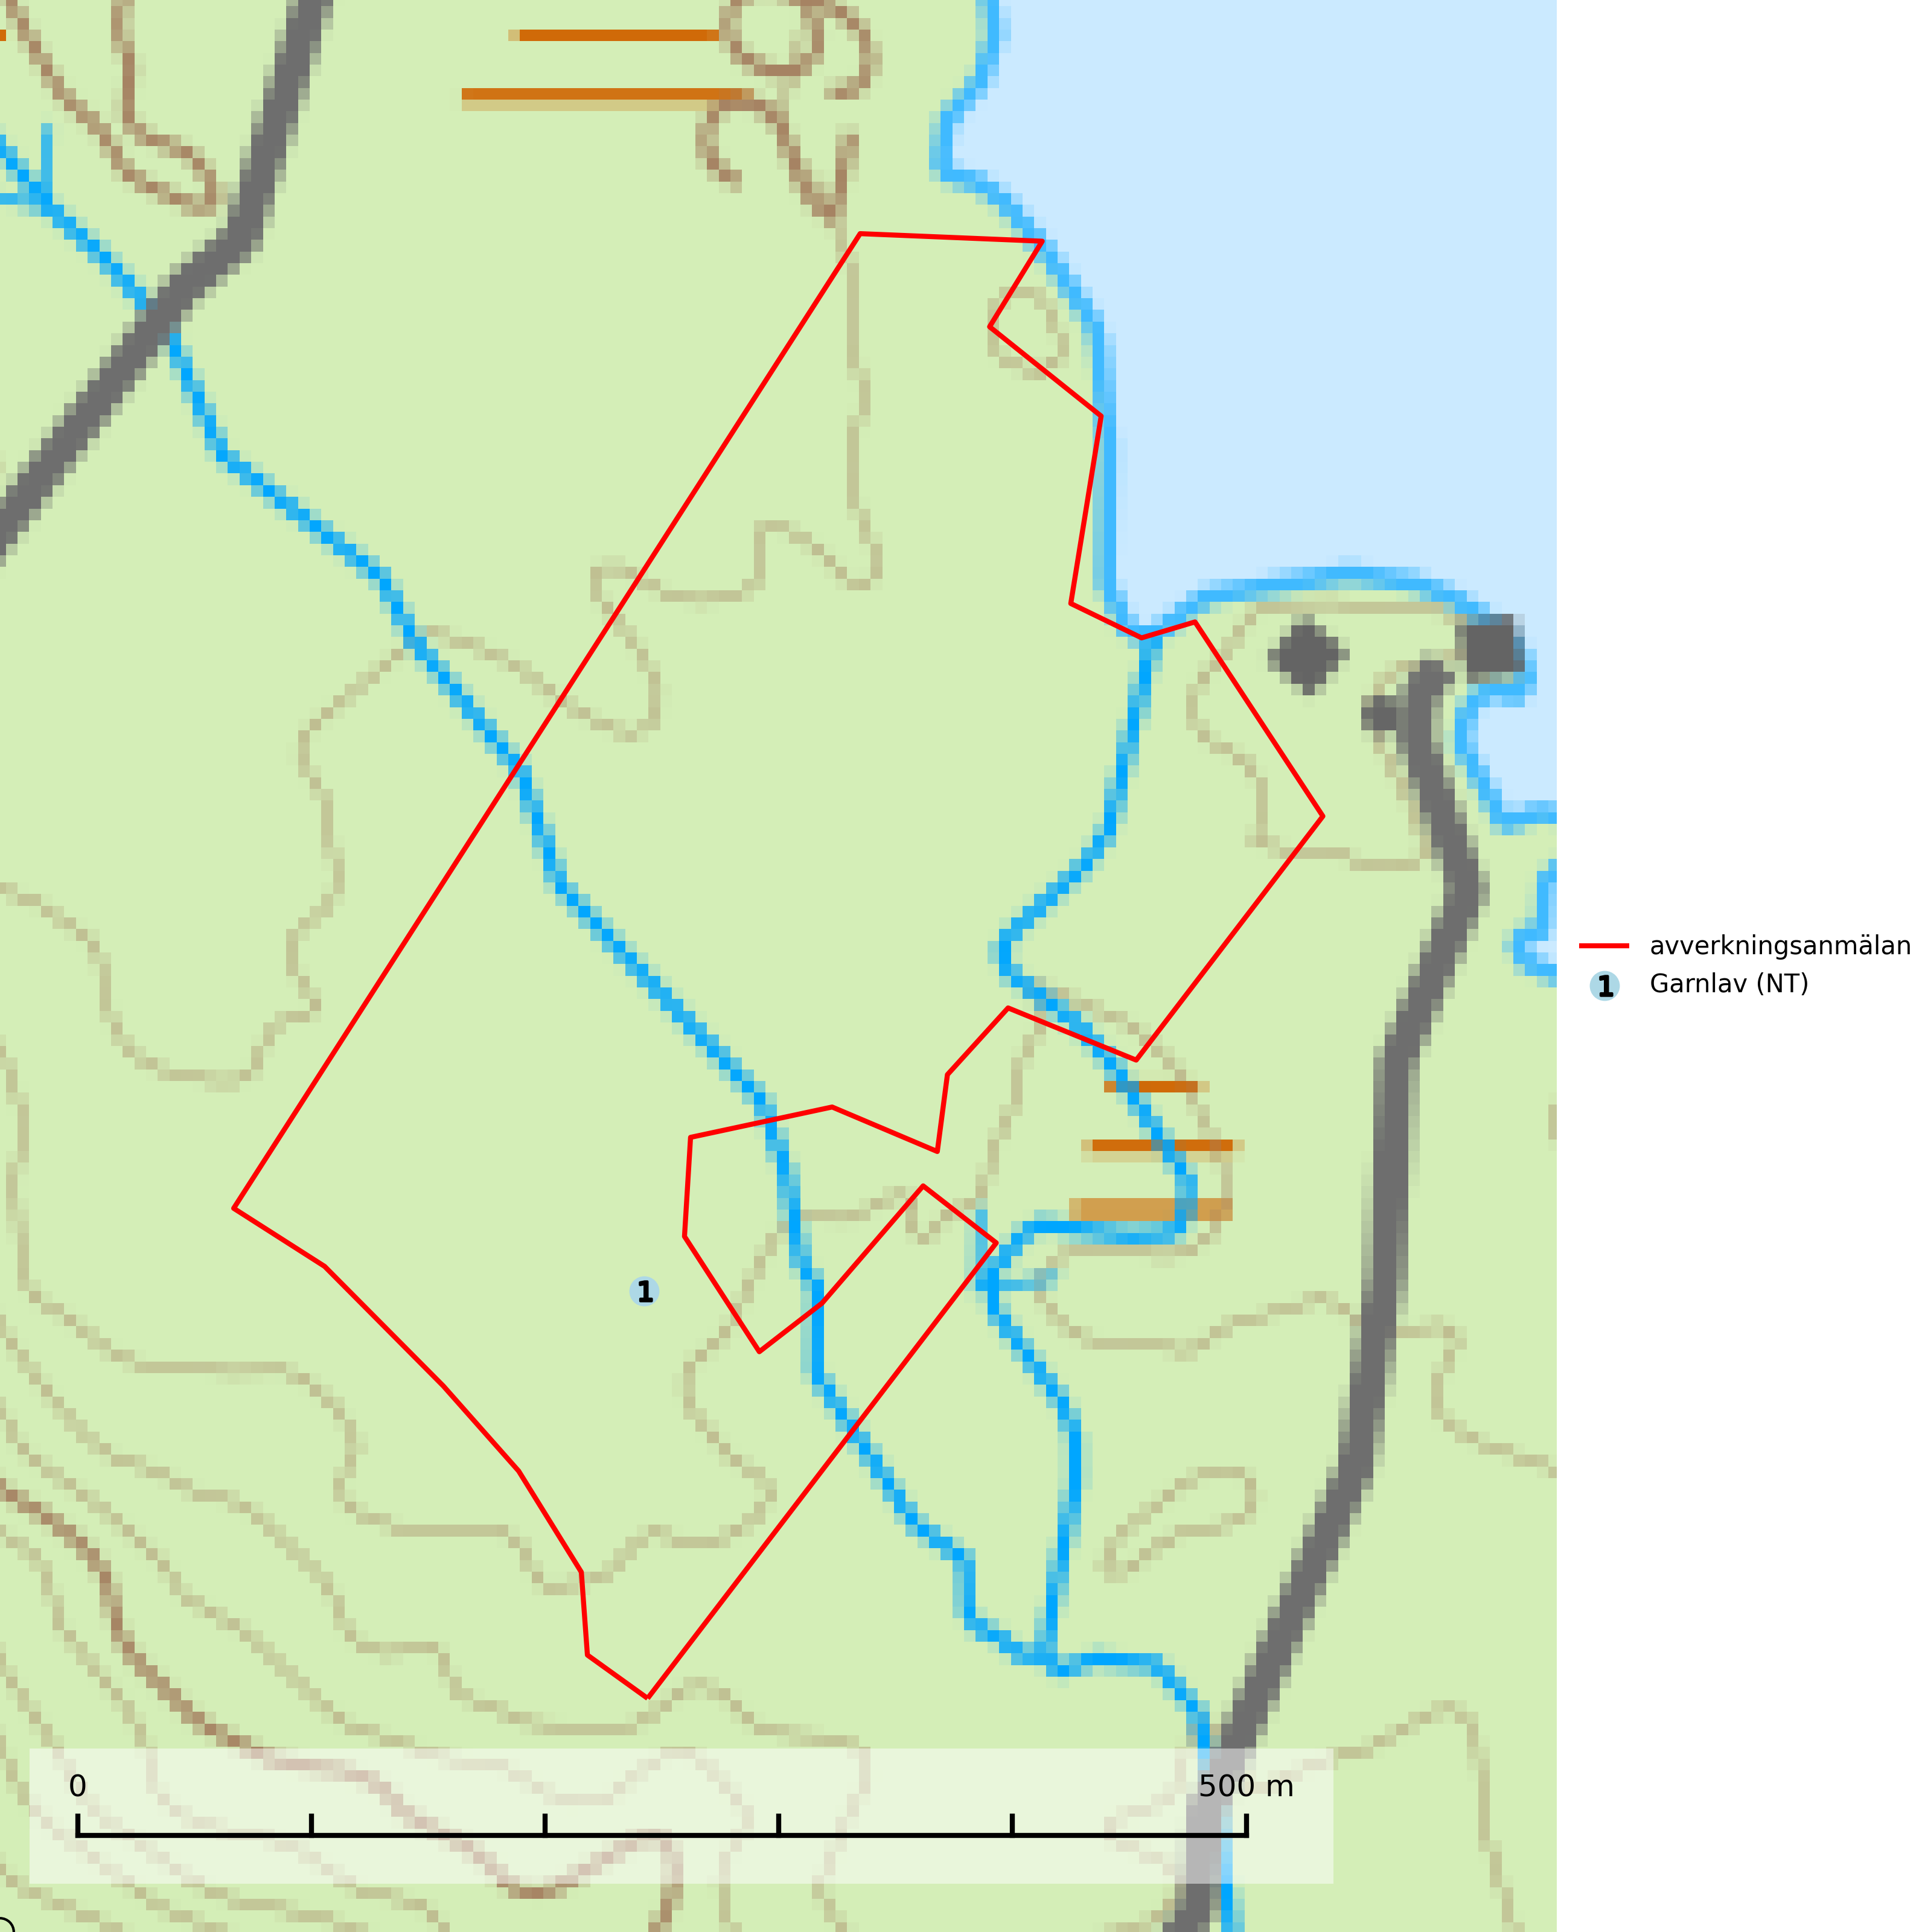 avverkningsanmälan
1 Garnlav (NT)
1
0 500 m